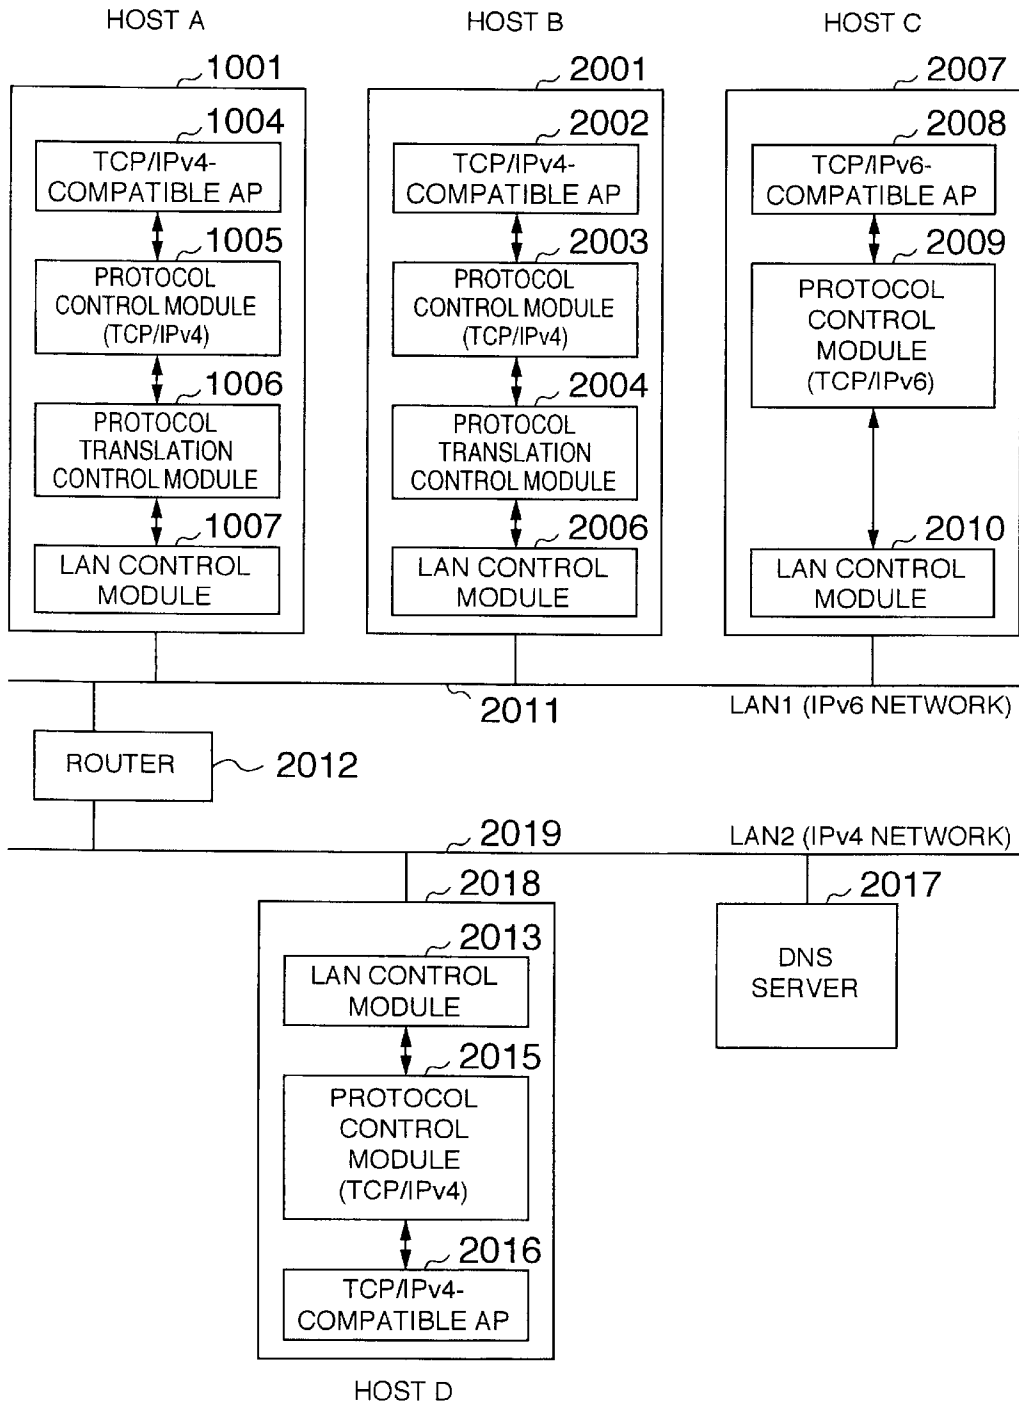 HOST A
HOST B
HOST C
1001
2001
2007
1004
2002
2008
TCP/IPv4-
COMPATIBLE AP
TCP/IPv4-
COMPATIBLE AP
TCP/IPv6-
COMPATIBLE AP
1005
2003
2009
PROTOCOL
CONTROL MODULE
(TCP/IPv4)
PROTOCOL
CONTROL MODULE
(TCP/IPv4)
PROTOCOL
CONTROL
MODULE
(TCP/IPv6)
1006
2004
PROTOCOL
TRANSLATION
CONTROL MODULE
PROTOCOL
TRANSLATION
CONTROL MODULE
1007
2006
2010
LAN CONTROL
MODULE
LAN CONTROL
MODULE
LAN CONTROL
MODULE
2011
LAN1 (IPv6 NETWORK)
ROUTER
2012
2019
LAN2 (IPv4 NETWORK)
2018
2017
2013
LAN CONTROL
MODULE
DNS
SERVER
2015
PROTOCOL
CONTROL
MODULE
(TCP/IPv4)
2016
TCP/IPv4-
COMPATIBLE AP
HOST D